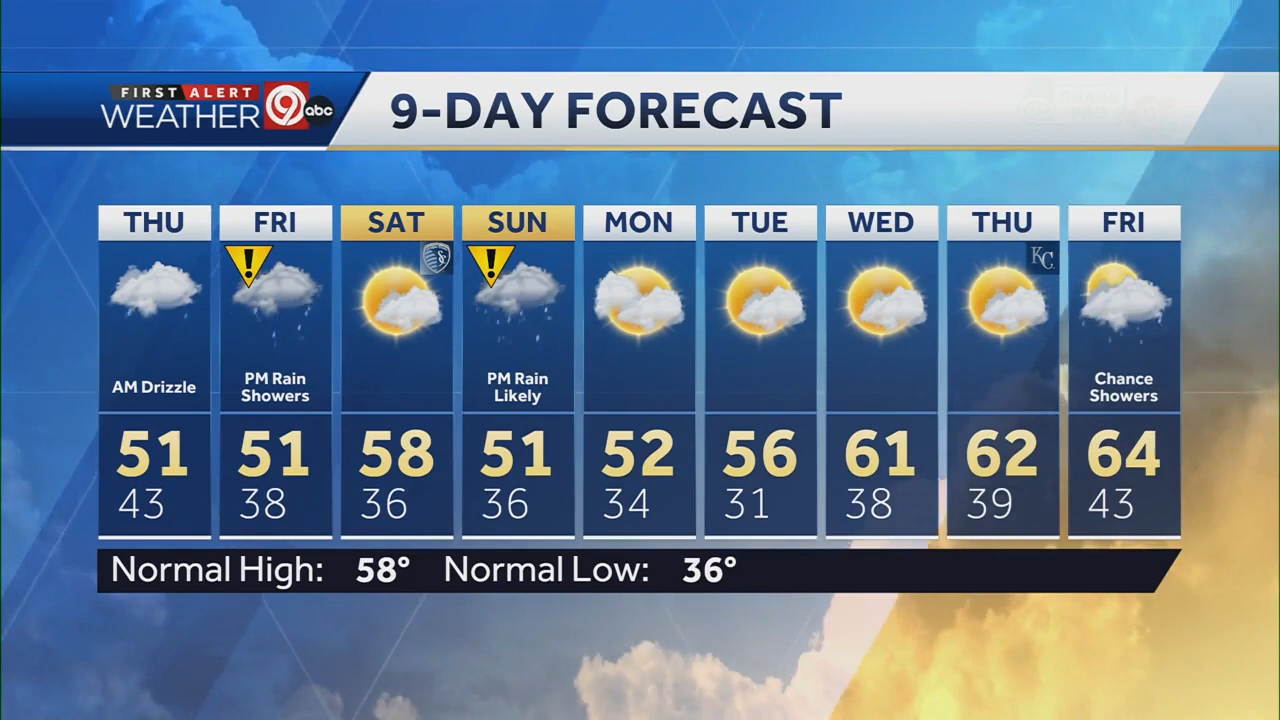 FIRST ALERT
WEATHER 9 abc
9-DAY FORECAST
THU FRI SAT SUN MON TUE WED THU FRI
! !
KC
AM Drizzle
PM Rain
Showers
PM Rain
Likely
Chance
Showers
51 51 58 51 52 56 61 62 64
43 38 36 36 34 31 38 39 43
Normal High: 58° Normal Low: 36°